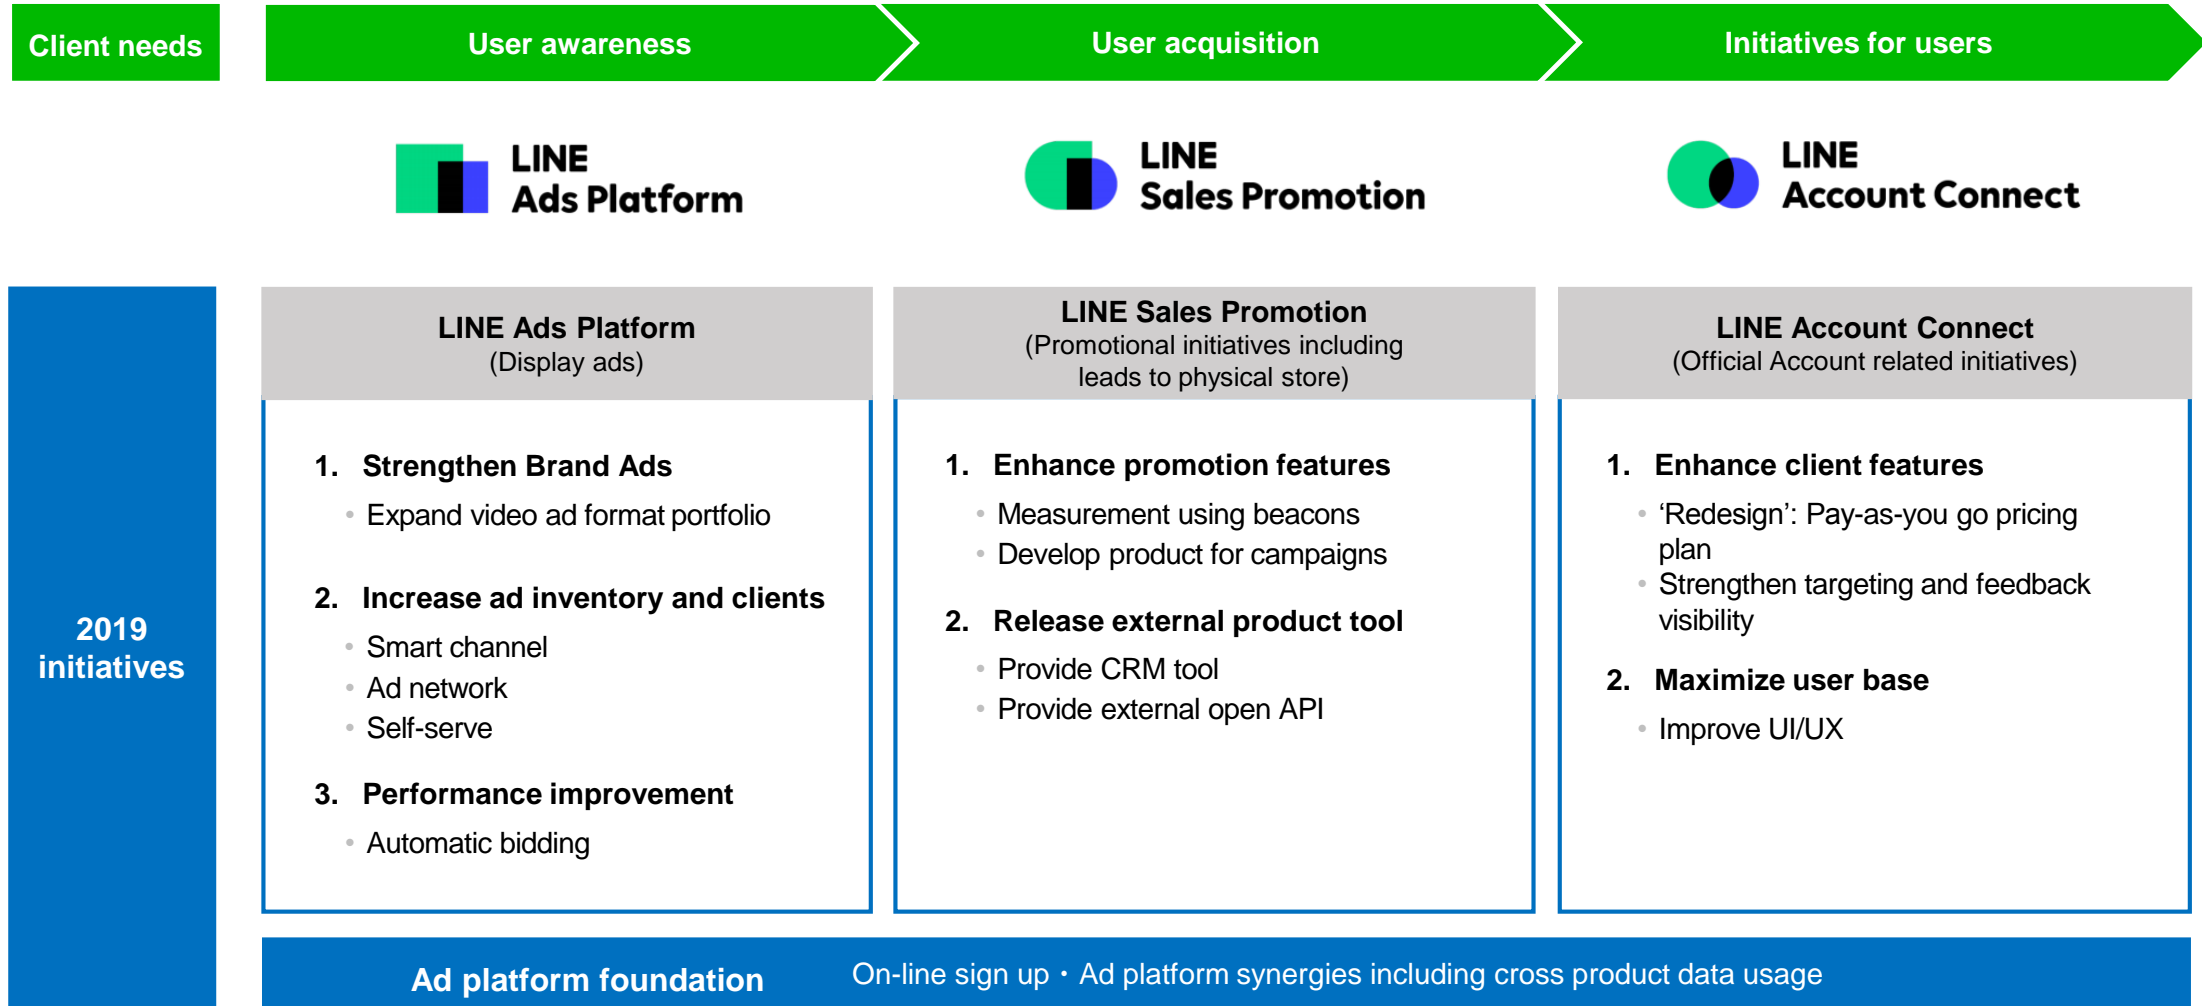 Client needs
User awareness
User acquisition
Initiatives for users
LINE
Ads Platform
LINE
Sales Promotion
LINE
Account Connect
2019
initiatives
LINE Ads Platform
(Display ads)
1. Strengthen Brand Ads
• Expand video ad format portfolio
2. Increase ad inventory and clients
• Smart channel
• Ad network
• Self-serve
3. Performance improvement
• Automatic bidding
LINE Sales Promotion
(Promotional initiatives including
leads to physical store)
1. Enhance promotion features
• Measurement using beacons
• Develop product for campaigns
2. Release external product tool
• Provide CRM tool
• Provide external open API
LINE Account Connect
(Official Account related initiatives)
1. Enhance client features
• ‘Redesign’: Pay-as-you go pricing
plan
• Strengthen targeting and feedback
visibility
2. Maximize user base
• Improve UI/UX
Ad platform foundation On-line sign up・Ad platform synergies including cross product data usage